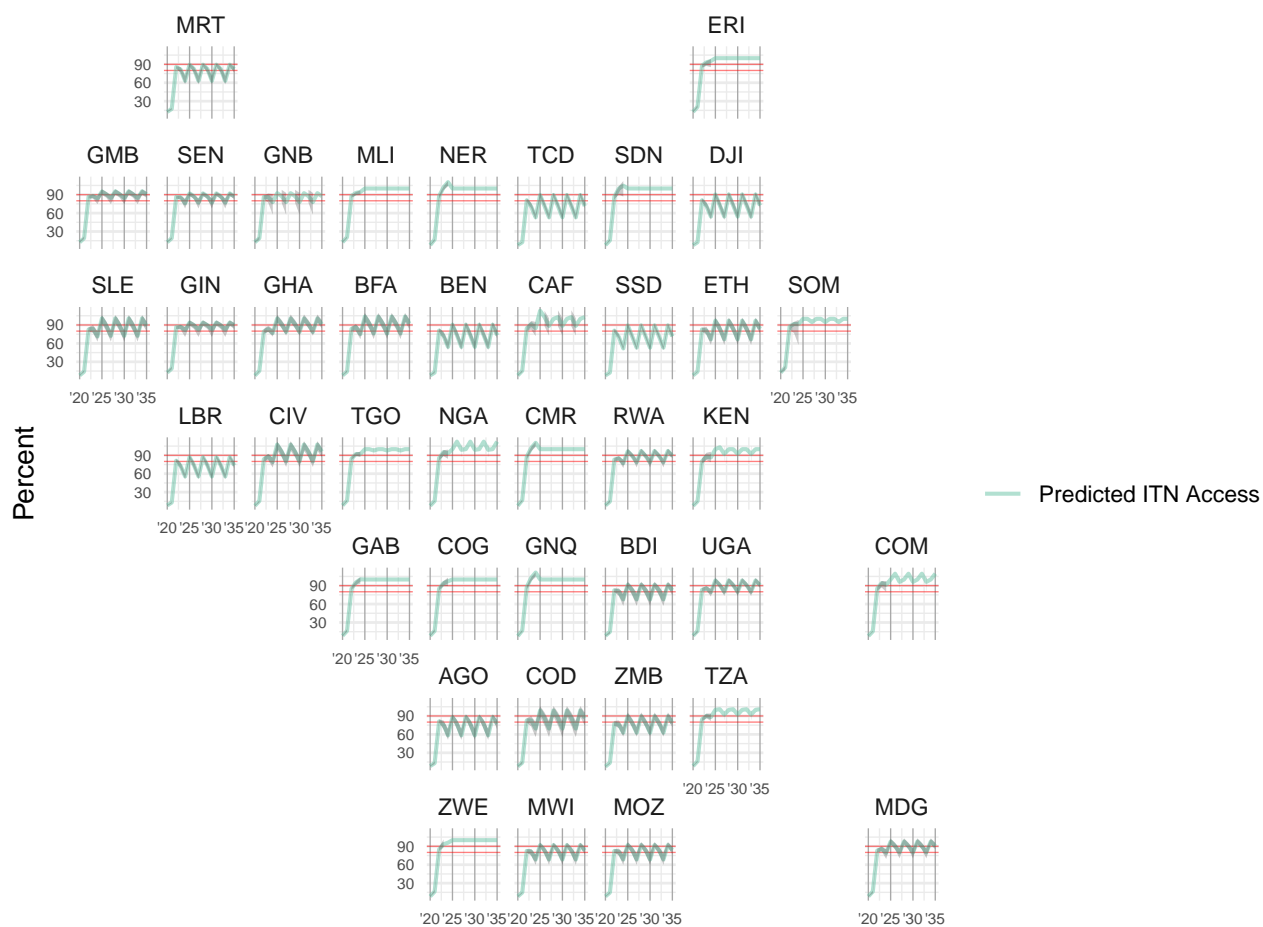 MRT ERI
90
60
30
GMB SEN GNB MLI NER TCD SDN DJI
90
60
30
SLE GIN GHA BFA BEN CAF SSD ETH SOM
90
60
30
'20 '25 '30 '35 '20 '25 '30 '35
LBR CIV TGO NGA CMR RWA KEN
90
60
30
'20 '25 '30 '35 '20 '25 '30 '35
GAB COG GNQ BDI UGA COM
90
60
30
'20 '25 '30 '35
AGO COD ZMB TZA
90
60
30
'20 '25 '30 '35
ZWE MWI MOZ MDG
90
60
30
'20 '25 '30 '35 '20 '25 '30 '35 '20 '25 '30 '35 '20 '25 '30 '35
Percent
Predicted ITN Access